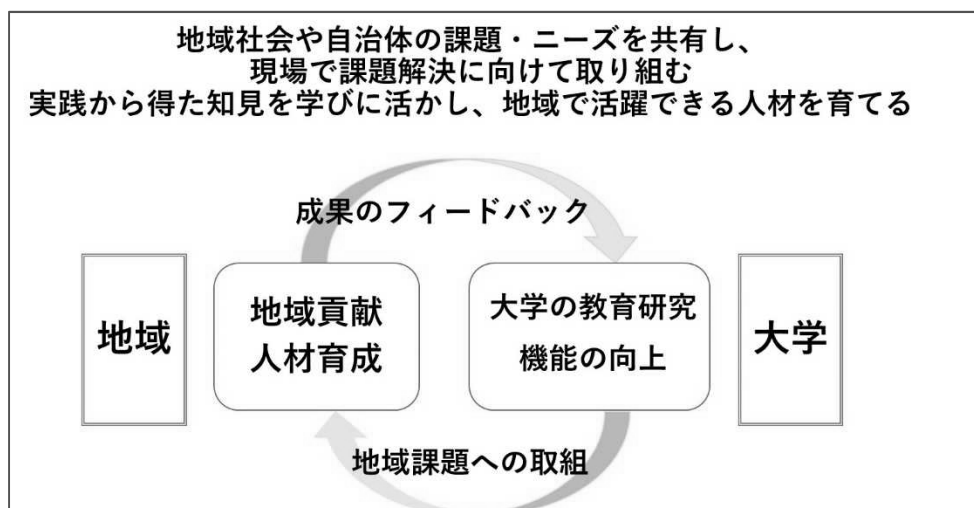 地域社会や自治体の課題・ニーズを共有し、
現場で課題解決に向けて取り組む
実践から得た知見を学びに活かし、地域で活躍できる人材を育てる
成果のフィードバック
地域
地域貢献
人材育成
大学の教育研究
機能の向上
大学
地域課題への取組